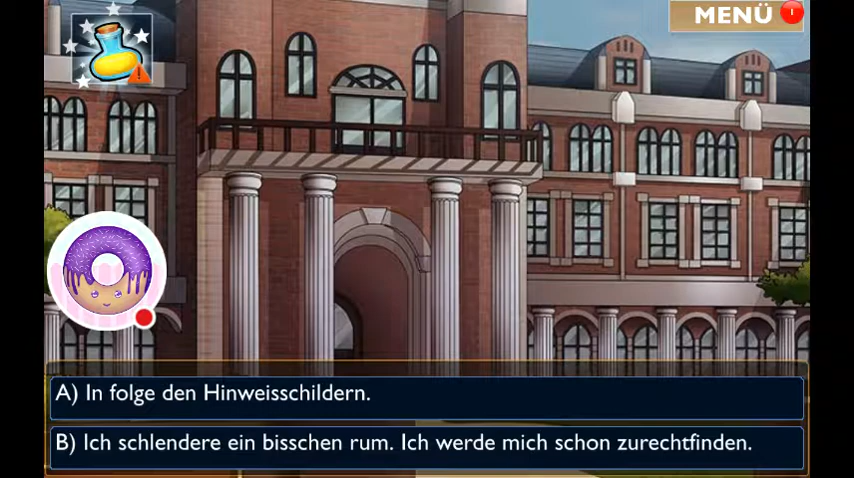 MENÜ
A) In folge den Hinweisschildern.
B) Ich schlendere ein bisschen rum. Ich werde mich schon zurechtfinden.